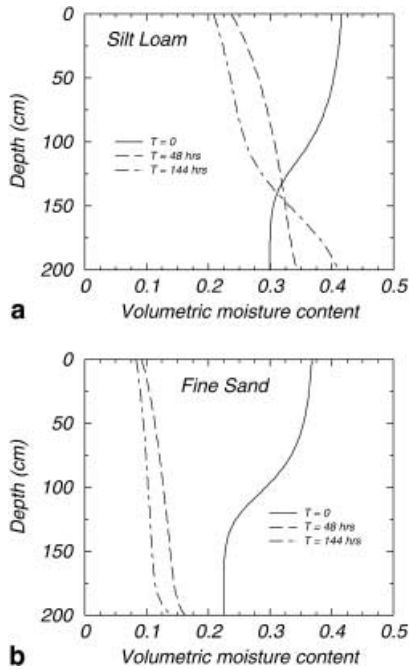 0
Silt Loam
50
100
T = 0
T = 48 hrs
T = 144 hrs
150
200
0 0.1 0.2 0.3 0.4 0.5
Depth (cm)
Volumetric moisture content
a
0
Fine Sand
50
100
T = 0
T = 48 hrs
T = 144 hrs
150
200
0 0.1 0.2 0.3 0.4 0.5
Depth (cm)
Volumetric moisture content
b